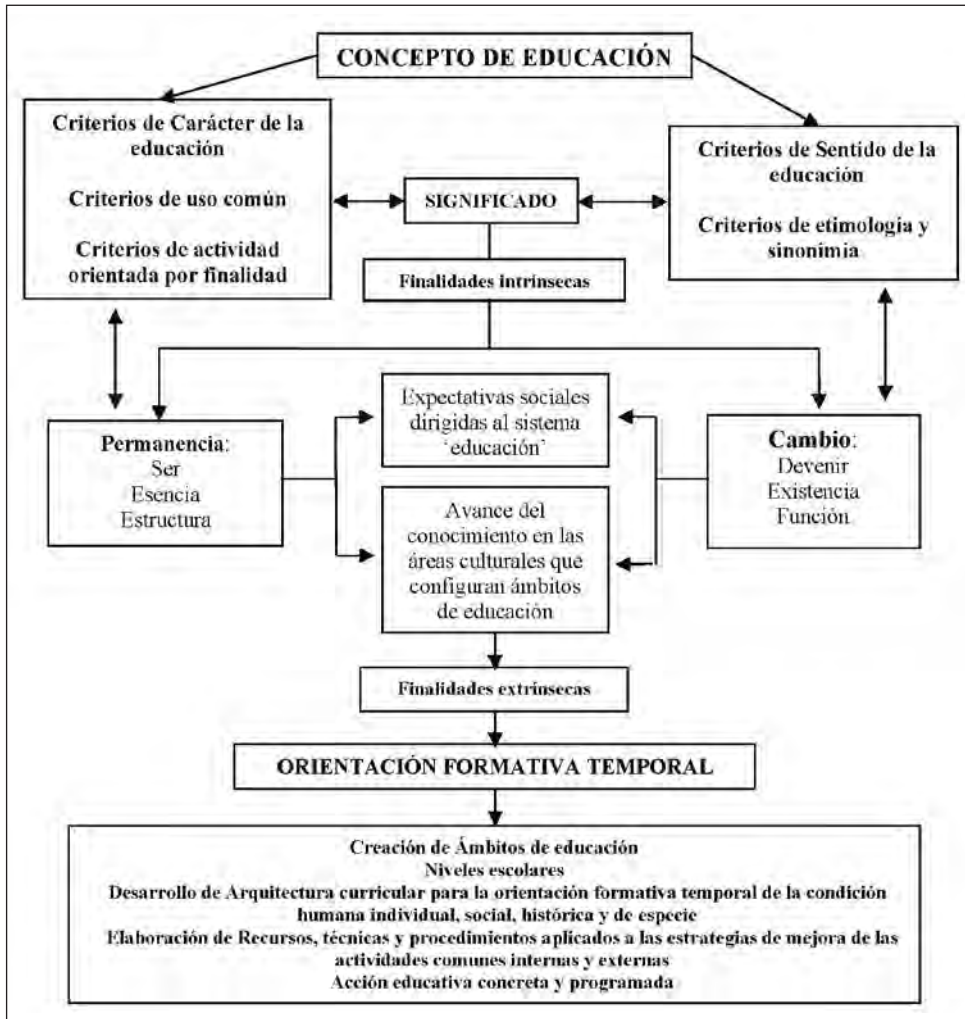 CONCEPTO DE EDUCACIÓN
Criterios de Carácter de la
educación
Criterios de uso común
Criterios de actividad
orientada por finalidad
SIGNIFICADO
Criterios de Sentido de la
educación
Criterios de etimología y
sinonimia
Finalidades intrínsecas
Permanencia:
Ser
Esencia
Estructura
Expectativas sociales
dirigidas al sistema
‘educación’
Avance del
conocimiento en las
áreas culturales que
configuran ámbitos
de educación
Cambio:
Devenir
Existencia
Función
Finalidades extrínsecas
ORIENTACIÓN FORMATIVA TEMPORAL
Creación de Ámbitos de educación
Niveles escolares
Desarrollo de Arquitectura curricular para la orientación formativa temporal de la condición
humana individual, social, histórica y de especie
Elaboración de Recursos, técnicas y procedimientos aplicados a las estrategias de mejora de las
actividades comunes internas y externas
Acción educativa concreta y programada